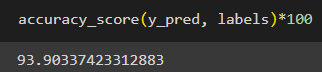 accuracy_score(y_pred, labels)*100
93.90337423312883